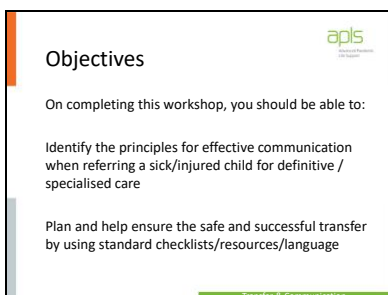 apls
Objectives
On completing this workshop, you should be able to:
Identify the principles for effective communication
when referring a sick/injured child for definitive /
specialised care
Plan and help ensure the safe and successful transfer
by using standard checklists/resources/language